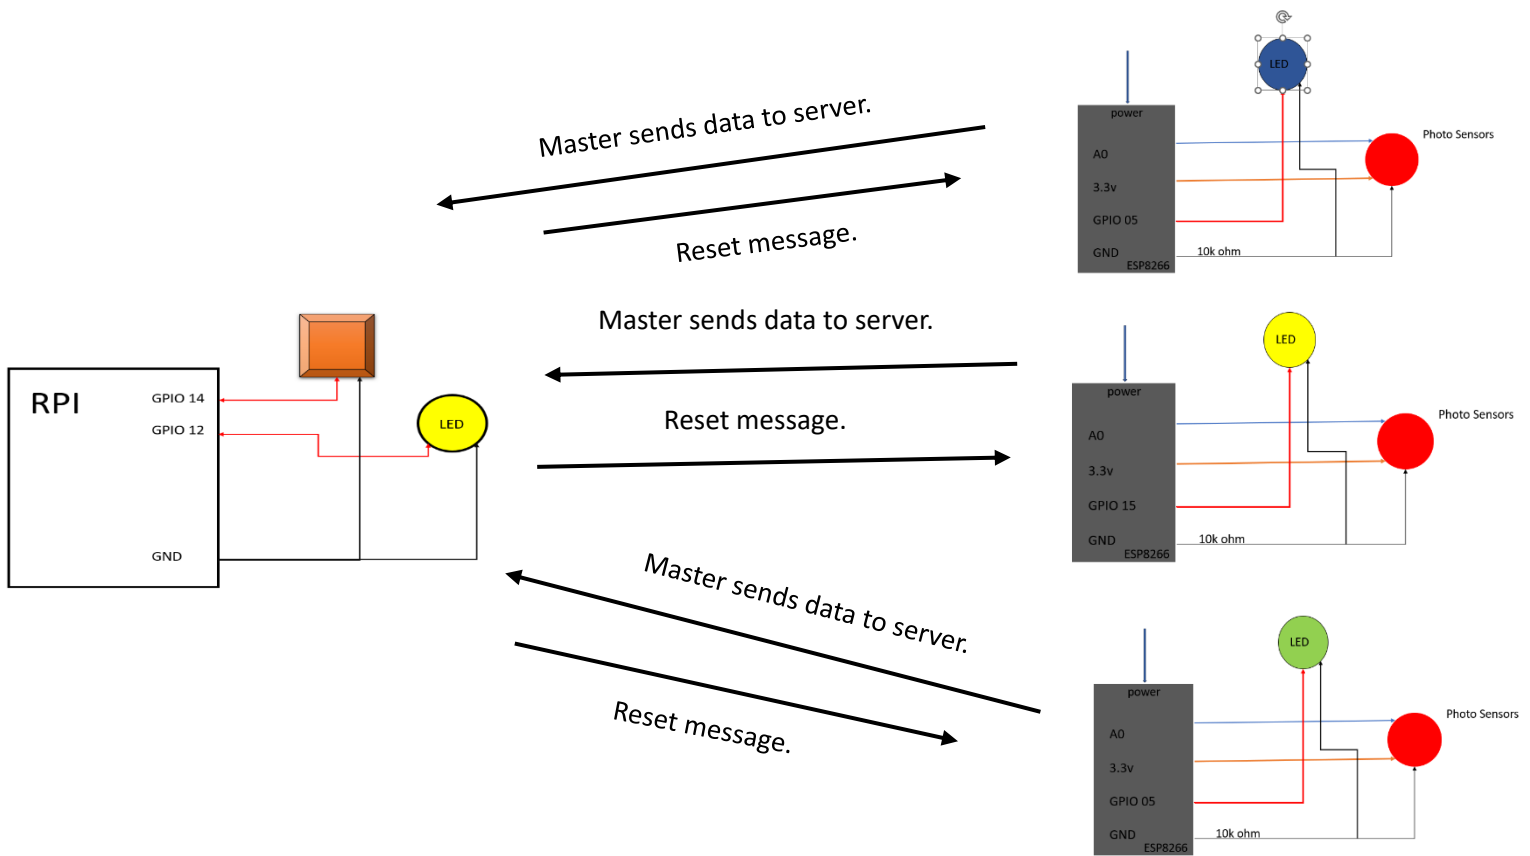 Master sends data to server.
Reset message.
LED
power
Photo Sensors
A0
3.3v
GPIO 05
GND
10k ohm
ESP8266
RPI
GPIO 14
GPIO 12
GND
LED
Master sends data to server.
Reset message.
LED
power
Photo Sensors
A0
3.3v
GPIO 15
GND
10k ohm
ESP8266
Master sends data to server.
Reset message.
LED
power
Photo Sensors
A0
3.3v
GPIO 05
GND
10k ohm
ESP8266